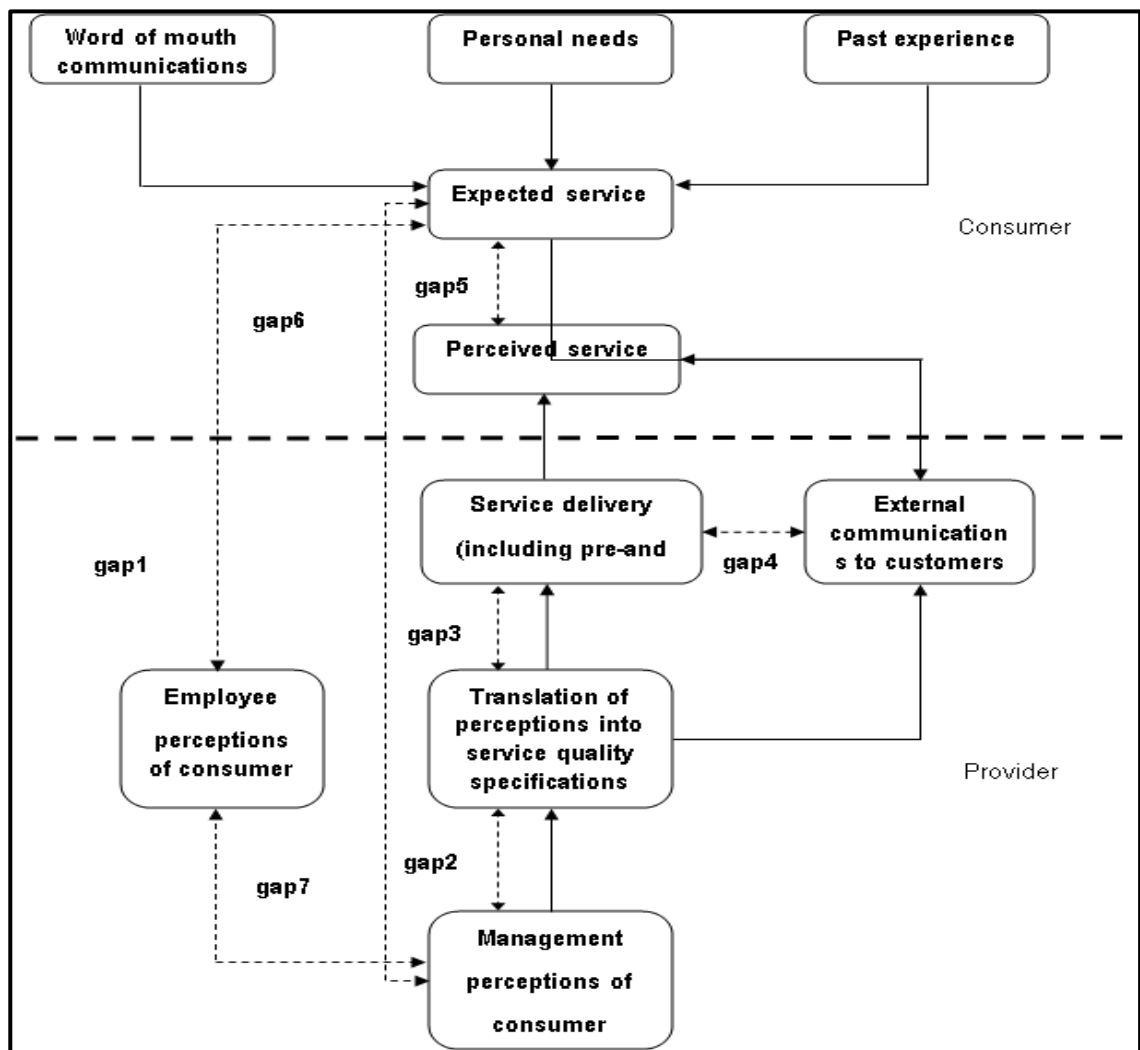 Word of mouth
communications
Personal needs
Past experience
Expected service
Consumer
gap5
gap6
Perceived service
Service delivery
(including pre-and
External
communication
s to customers
gap4
gap1
gap3
Employee
perceptions
of consumer
Translation of
perceptions into
service quality
specifications
Provider
gap2
gap7
Management
perceptions of
consumer